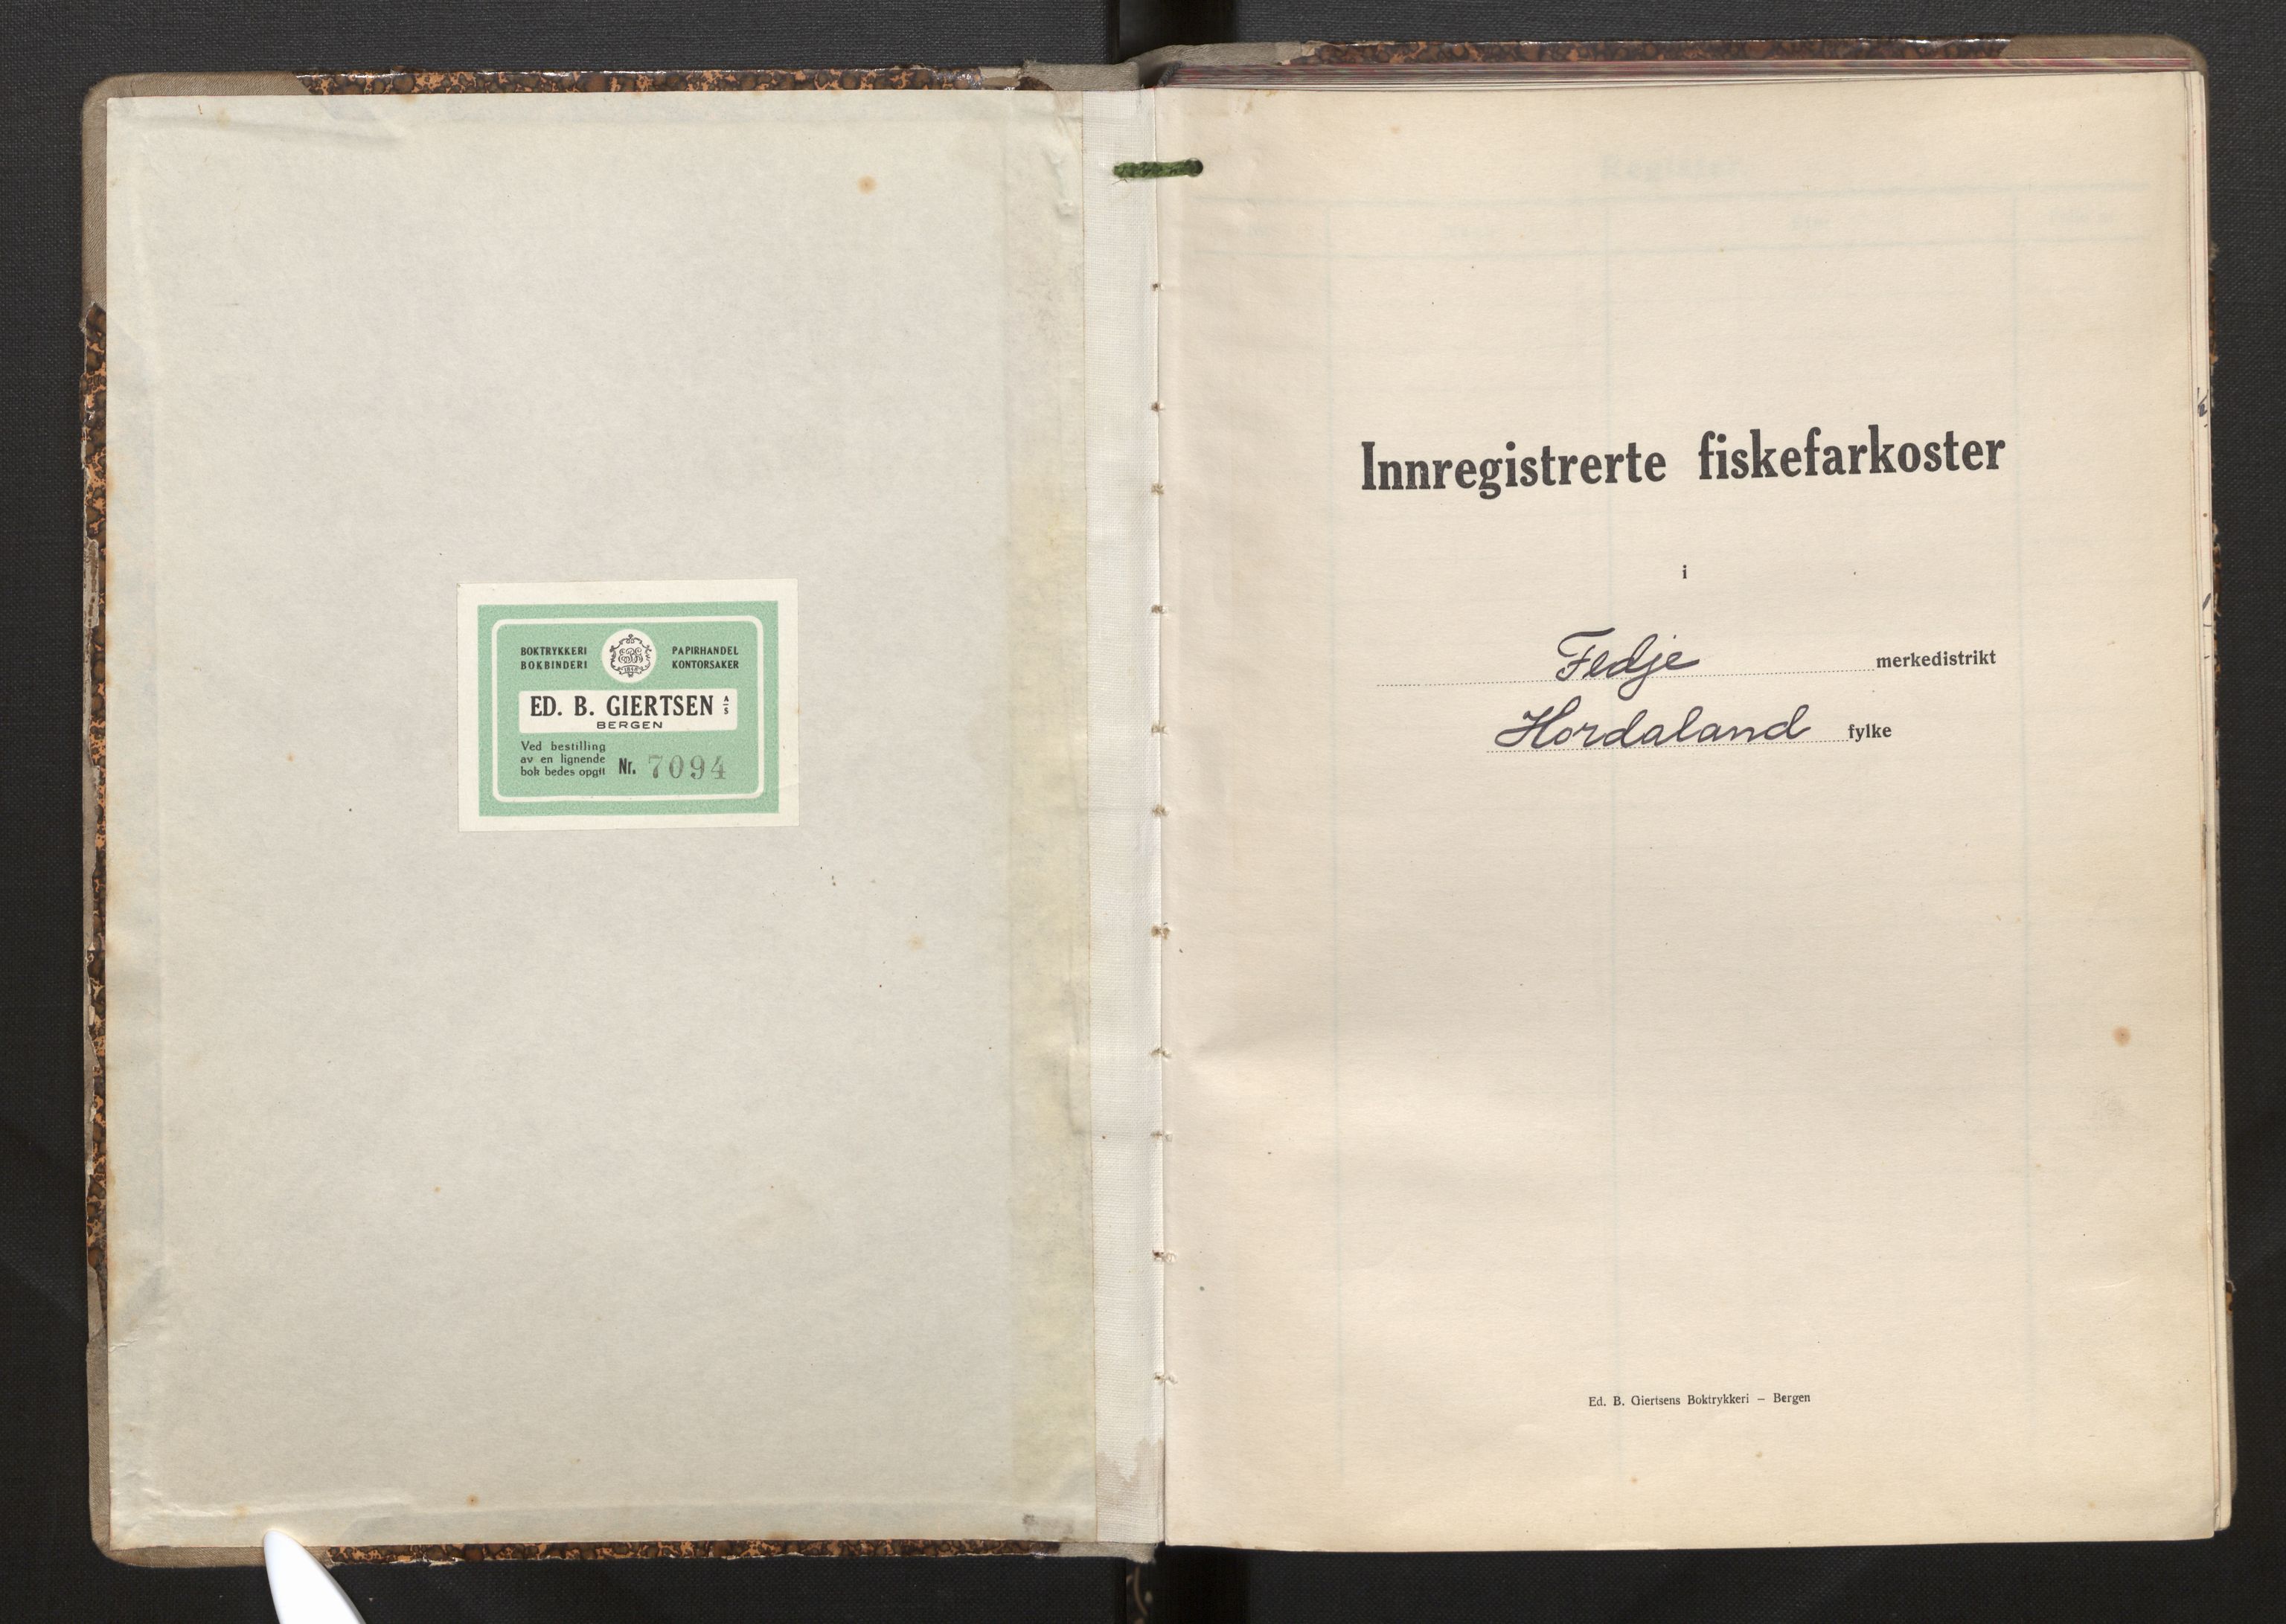 BOKTRYKKERI
BOKBINDERI
PAPIRHANDEL
KONTORSAKER
ED. B. GIERTSEN A/S
BERGEN
Ved bestilling
av en lignende
bok bedes opgitt Nr. 7094
Innregistrerte fiskefarkoster
i
Fedje merkedistrikt
Hordaland fylke
Ed. B. Giertsens Boktrykkeri – Bergen